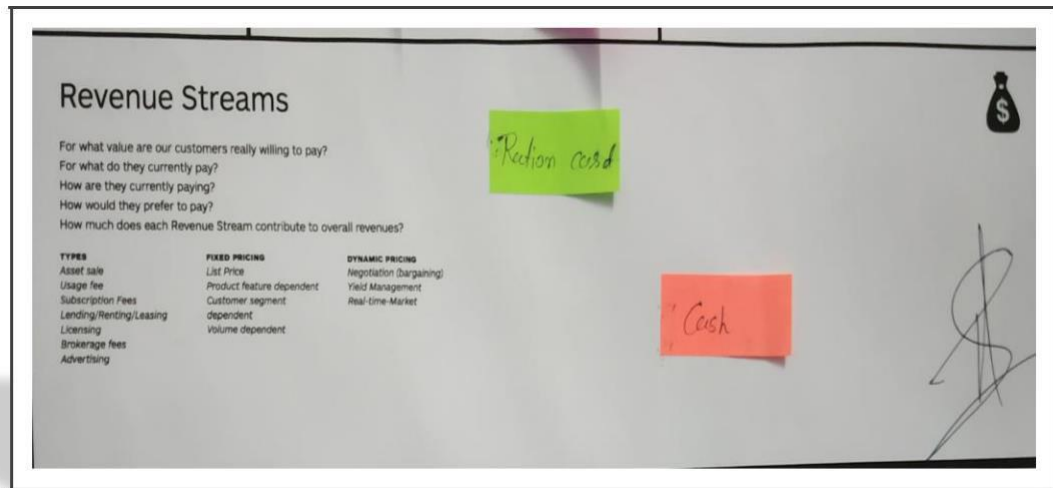 Revenue Streams
For what value are our customers really willing to pay?
For what do they currently pay?
How are they currently paying?
How would they prefer to pay?
How much does each Revenue Stream contribute to overall revenues?
TYPES
Asset sale
Usage fee
Subscription Fees
Lending/Renting/Leasing
Licensing
Brokerage fees
Advertising
FIXED PRICING
List Price
Product feature dependent
Customer segment
dependent
Volume dependent
DYNAMIC PRICING
Negotiation (bargaining)
Yield Management
Real-time-Market
Ration card
Cash
$